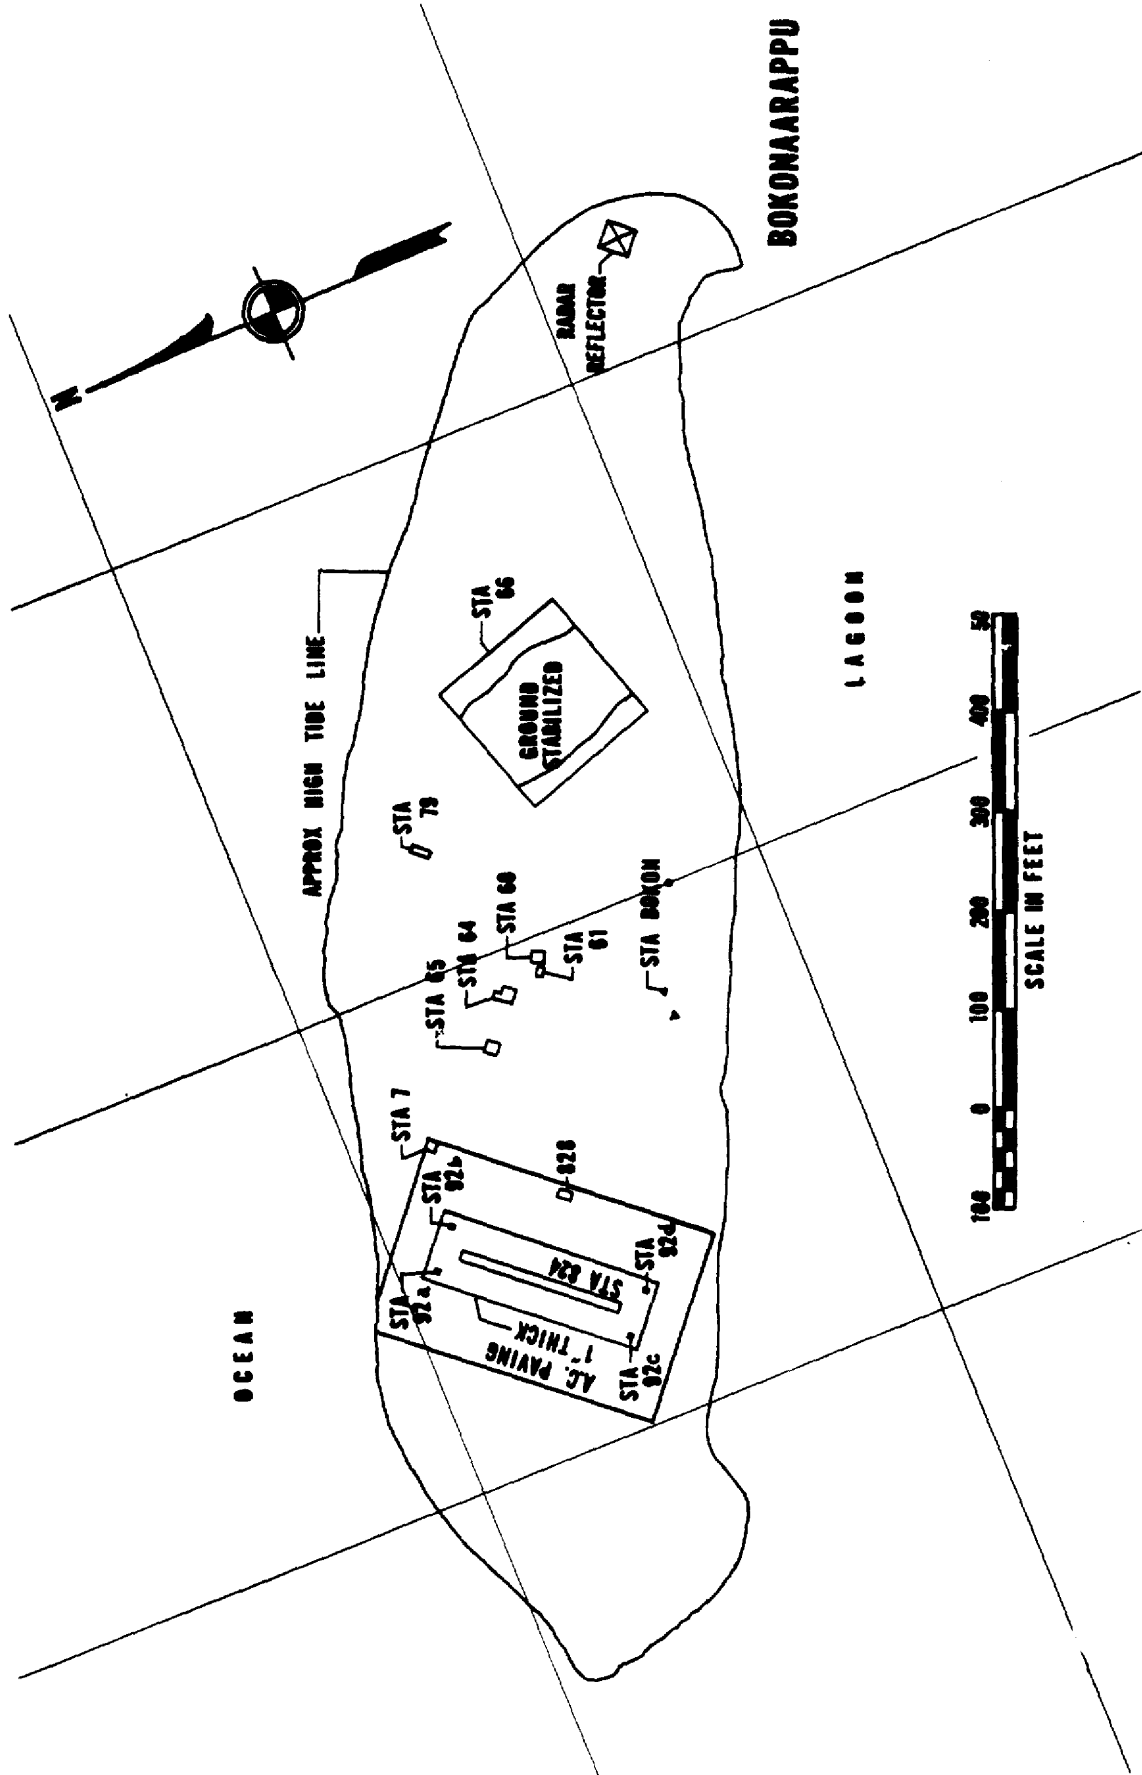 N
BOKONAARAPPU
RADAR
REFLECTOR
APPROX HIGH TIDE LINE
STA
66
GROUND
STABILIZED
STA
79
STA 68
STA 64
STA 65
STA
61
STA BOKON
STA 7
STA
92b
828
STA
92a
STA 824
STA
92d
1" THICK
A.C. PAVING
STA
92c
OCEAN
LAGOON
100 0 100 200 300 400
SCALE IN FEET